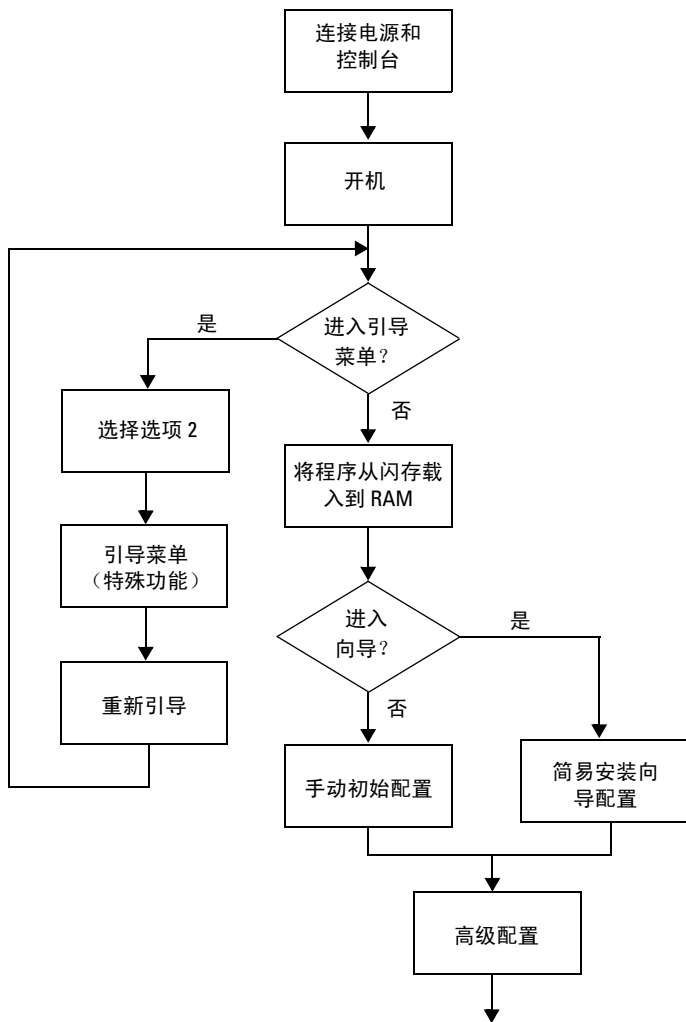 连接电源和
控制台
开机
进入引导
菜单？
是
否
选择选项 2
将程序从闪存载
入到 RAM
引导菜单
（特殊功能）
进入
向导？
是
重新引导
否
手动初始配置
简易安装向
导配置
高级配置